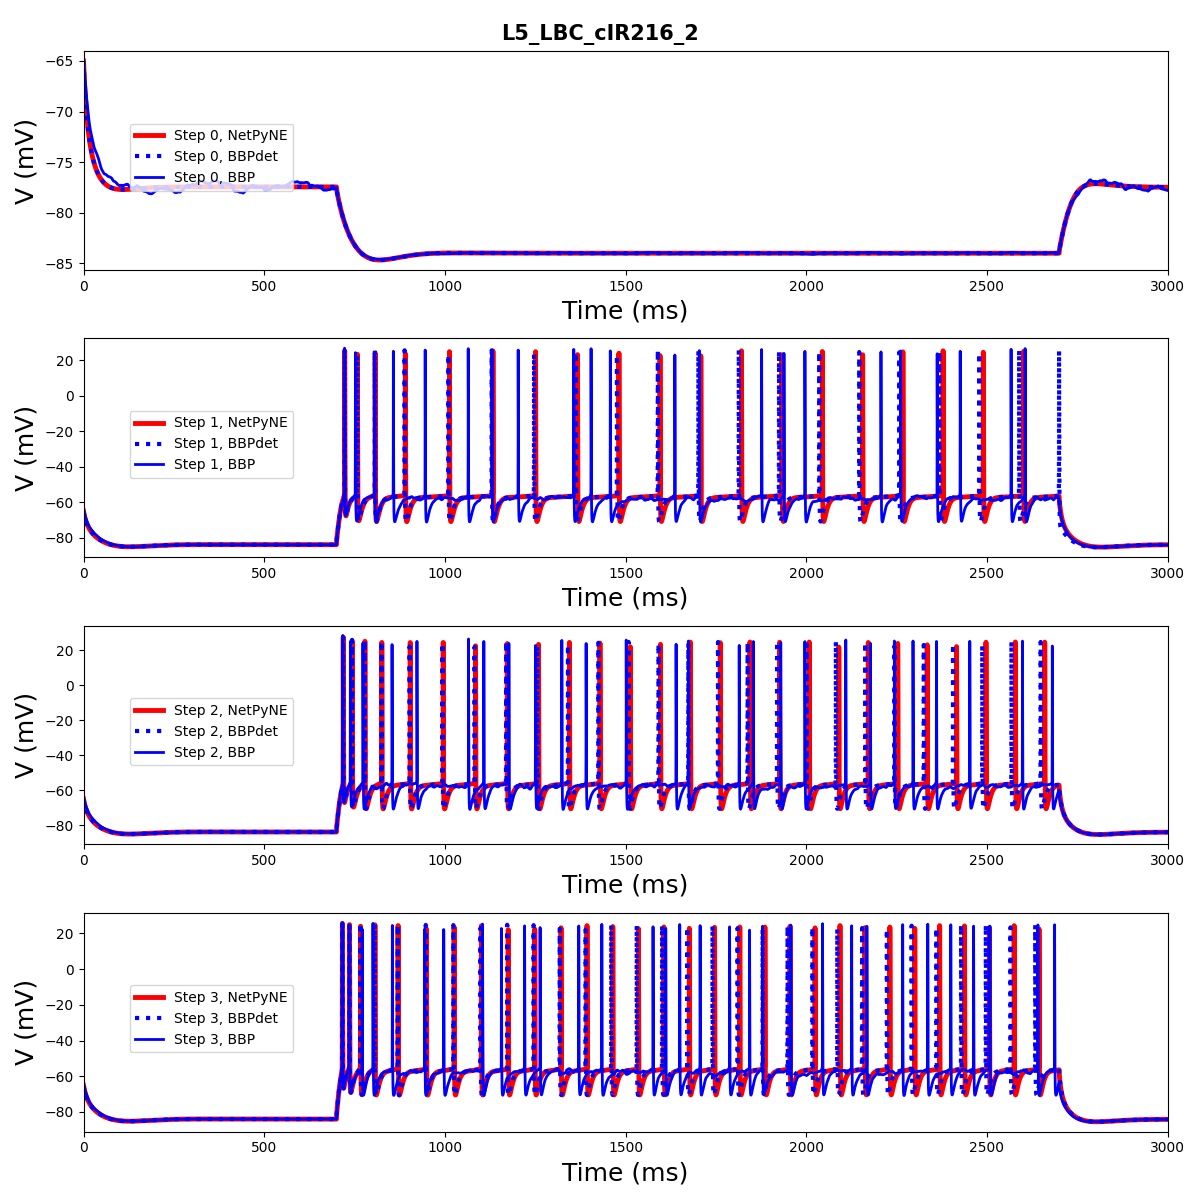 L5_LBC_cIR216_2
−65
−70
−75
−80
−85
V (mV)
Step 0, NetPyNE
Step 0, BBPdet
Step 0, BBP
0 500 1000 1500 2000 2500 3000
Time (ms)
20
0
−20
−40
−60
−80
V (mV)
Step 1, NetPyNE
Step 1, BBPdet
Step 1, BBP
0 500 1000 1500 2000 2500 3000
Time (ms)
20
0
−20
−40
−60
−80
V (mV)
Step 2, NetPyNE
Step 2, BBPdet
Step 2, BBP
0 500 1000 1500 2000 2500 3000
Time (ms)
20
0
−20
−40
−60
−80
V (mV)
Step 3, NetPyNE
Step 3, BBPdet
Step 3, BBP
0 500 1000 1500 2000 2500 3000
Time (ms)